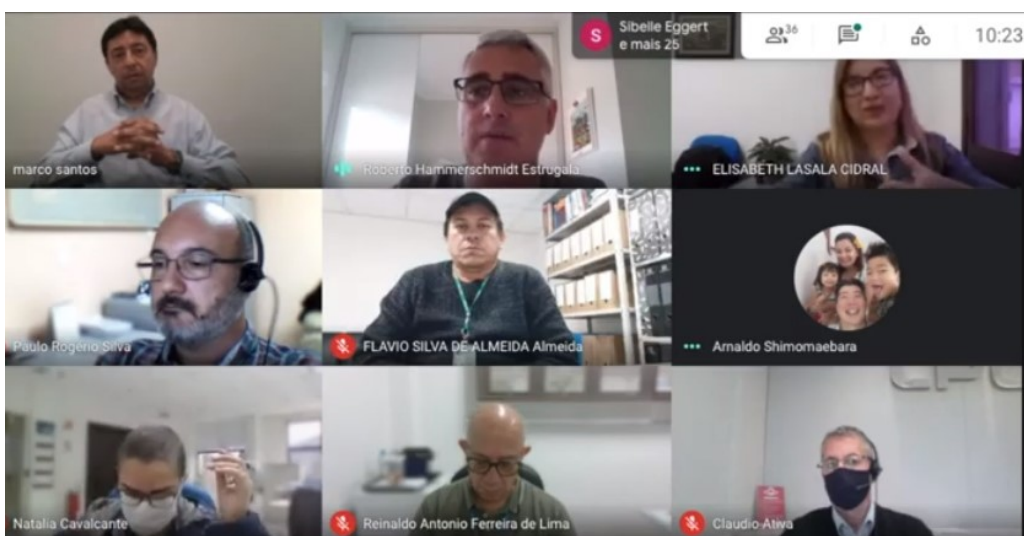 S
Sibelle Eggert
e mais 25
36
10:23
marco santos
Roberto Hammerschmidt Estrugala
ELISABETH LASALA CIDRAL
Paulo Rogério Silva
FLAVIO SILVA DE ALMEIDA Almeida
Arnaldo Shimomaebara
Natalia Cavalcante
Reinaldo Antonio Ferreira de Lima
Claudio Ativa